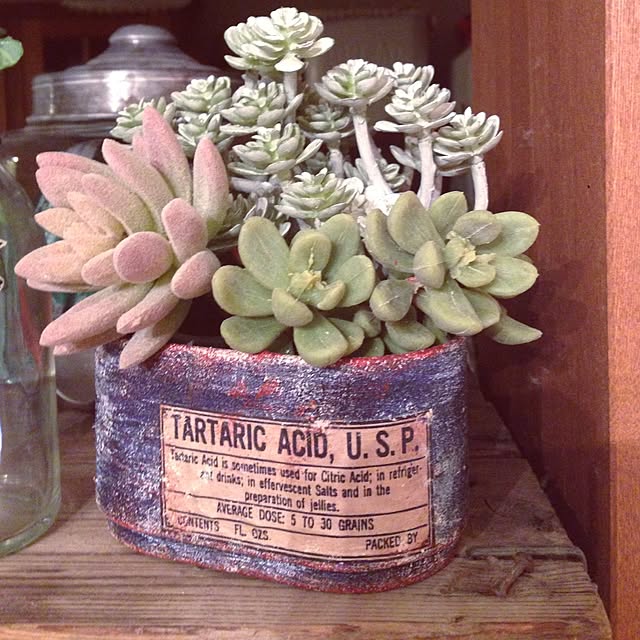 TARTARIC ACID, U. S. P.
Tartaric Acid is sometimes used for Citric Acid; in refriger-
ant drinks; in effervescent Salts and in the
preparation of jellies.
AVERAGE DOSE: 5 TO 30 GRAINS
CONTENTS FL. OZS.
PACKED BY